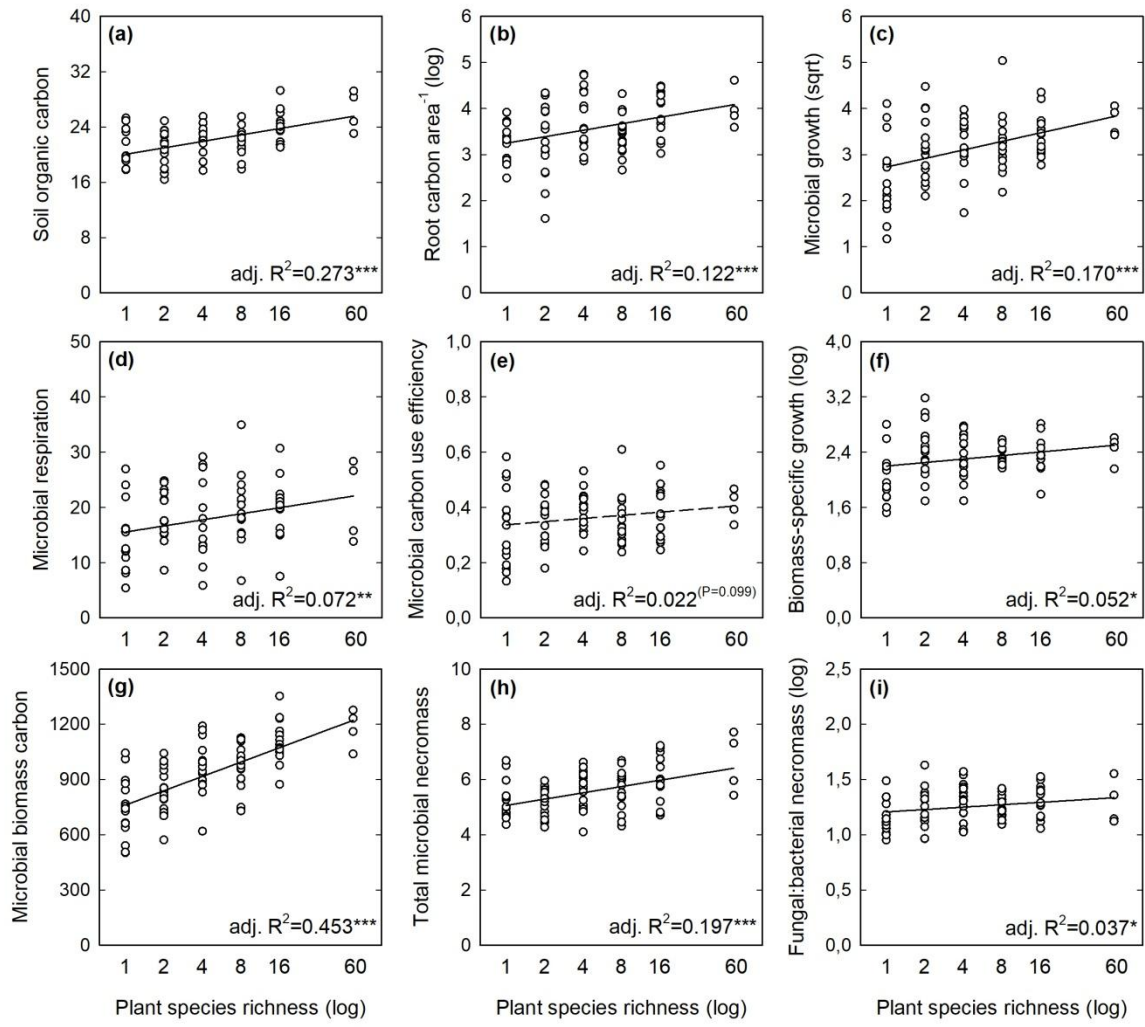 (a)
Soil organic carbon
40
32
24
16
8
0
adj. R²=0.273***
1 2 4 8 16 60
(b)
Root carbon area⁻¹ (log)
6
5
4
3
2
1
0
adj. R²=0.122***
1 2 4 8 16 60
(c)
Microbial growth (sqrt)
6
5
4
3
2
1
0
adj. R²=0.170***
1 2 4 8 16 60
(d)
Microbial respiration
50
40
30
20
10
0
adj. R²=0.072**
1 2 4 8 16 60
(e)
Microbial carbon use efficiency
1,0
0,8
0,6
0,4
0,2
0,0
adj. R²=0.022(P=0.099)
1 2 4 8 16 60
(f)
Biomass-specific growth (log)
4,0
3,2
2,4
1,6
0,8
0,0
adj. R²=0.052*
1 2 4 8 16 60
(g)
Microbial biomass carbon
1500
1200
900
600
300
0
adj. R²=0.453***
1 2 4 8 16 60
Plant species richness (log)
(h)
Total microbial necromass
10
8
6
4
2
0
adj. R²=0.197***
1 2 4 8 16 60
Plant species richness (log)
(i)
Fungal:bacterial necromass (log)
2,5
2,0
1,5
1,0
0,5
0,0
adj. R²=0.037*
1 2 4 8 16 60
Plant species richness (log)